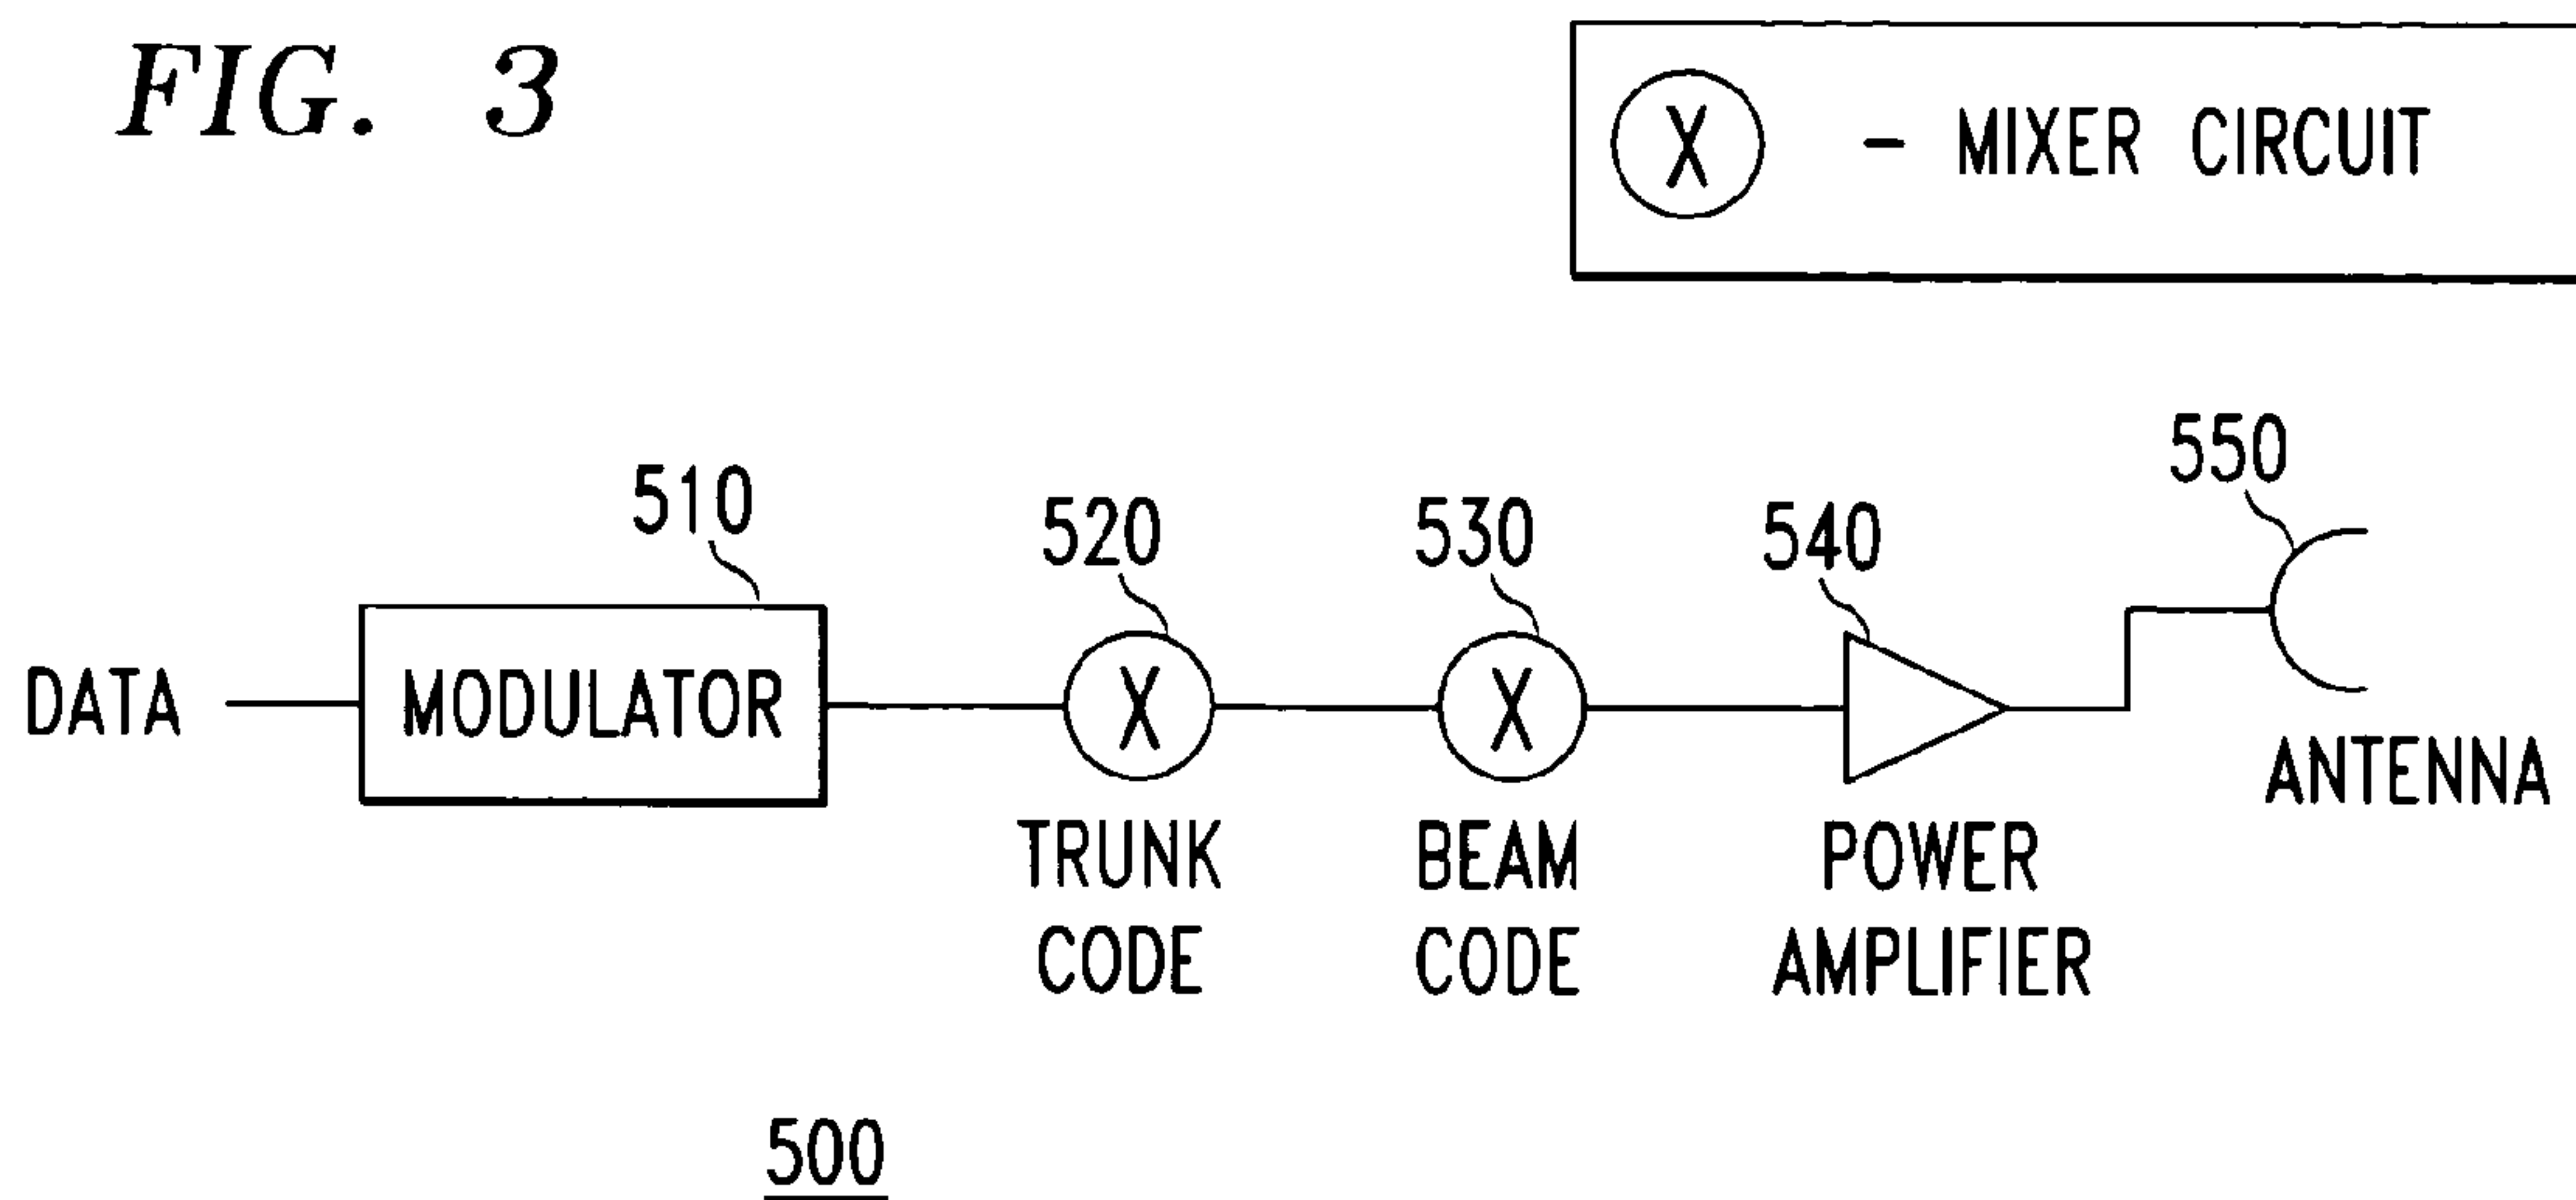 FIG. 3
X - MIXER CIRCUIT
510
520
530
540
550
DATA
MODULATOR
X
X
ANTENNA
TRUNK
CODE
BEAM
CODE
POWER
AMPLIFIER
500